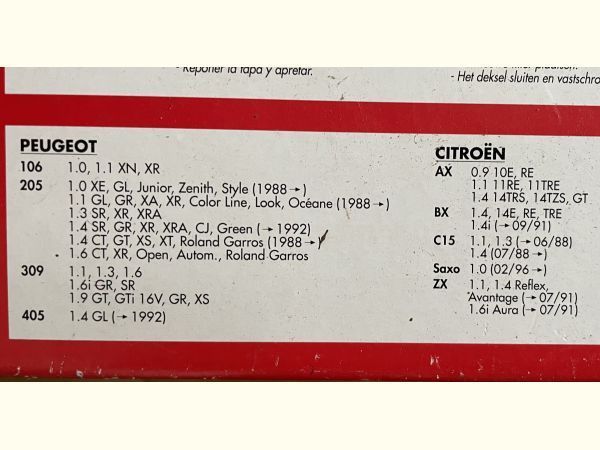 - Reponer la tapa y apretar.
- Het deksel sluiten en vastschro
PEUGEOT
106 1.0, 1.1 XN, XR
205 1.0 XE, GL, Junior, Zenith, Style (1988→)
1.1 GL, GR, XA, XR, Color Line, Look, Océane (1988→)
1.3 SR, XR, XRA
1.4 SR, GR, XR, XRA, CJ, Green (→1992)
1.4 CT, GT, XS, XT, Roland Garros (1988→)
1.6 CT, XR, Open, Autom., Roland Garros
309 1.1, 1.3, 1.6
1.6i GR, SR
1.9 GT, GTi 16V, GR, XS
405 1.4 GL (→1992)
CITROËN
AX 0.9 10E, RE
1.1 11RE, 11TRE
1.4 14TRS, 14TZS, GT
BX 1.4, 14E, RE, TRE
1.4i (→09/91)
C15 1.1, 1.3 (→06/88)
1.4 (07/88→)
Saxo 1.0 (02/96→)
ZX 1.1, 1.4 Reflex,
Avantage (→07/91)
1.6i Aura (→07/91)